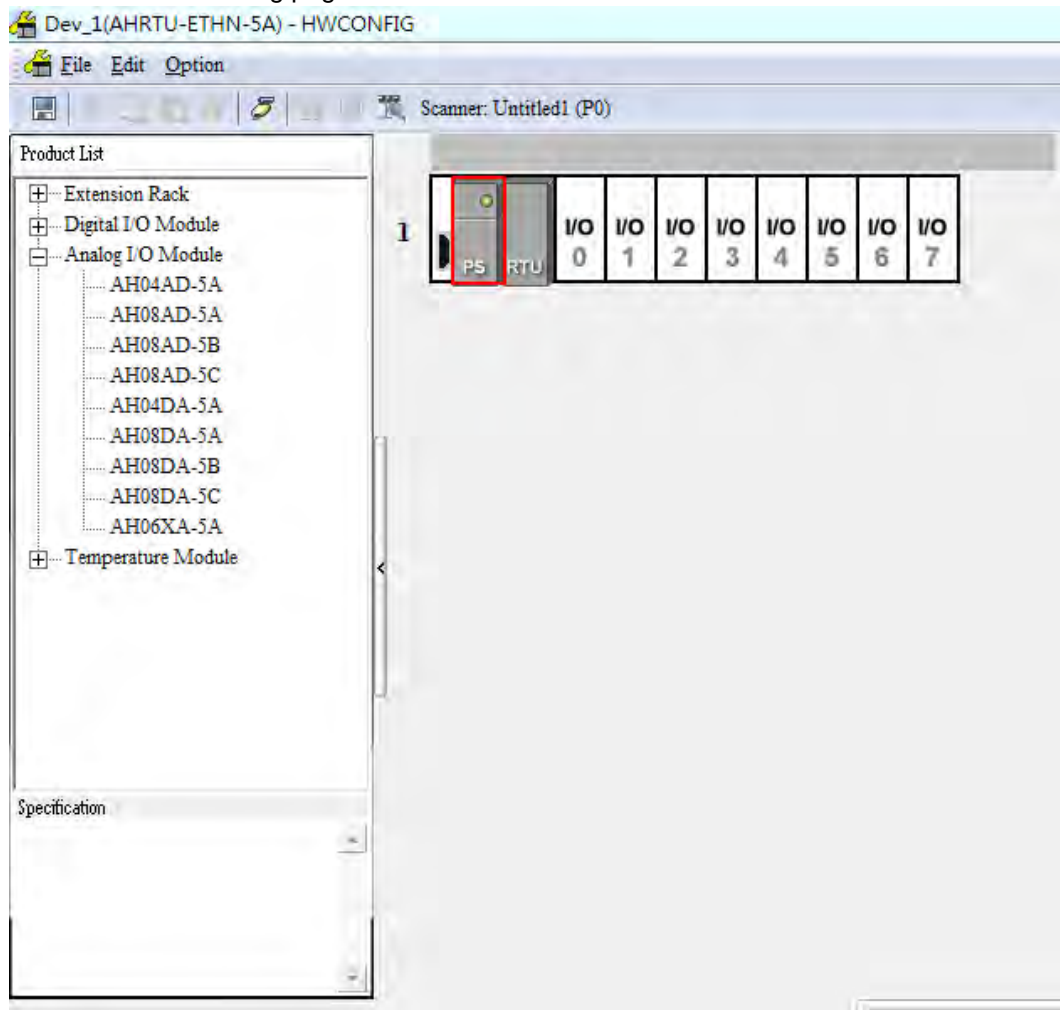 Dev_1(AHRTU-ETHN-5A) - HWCONFIG
File Edit Option
Scanner: Untitled1 (P0)
Product List
Extension Rack
Digital I/O Module
Analog I/O Module
AH04AD-5A
AH08AD-5A
AH08AD-5B
AH08AD-5C
AH04DA-5A
AH08DA-5A
AH08DA-5B
AH08DA-5C
AH06XA-5A
Temperature Module
Specification
1
PS RTU
I/O I/O I/O I/O I/O I/O I/O I/O
0 1 2 3 4 5 6 7